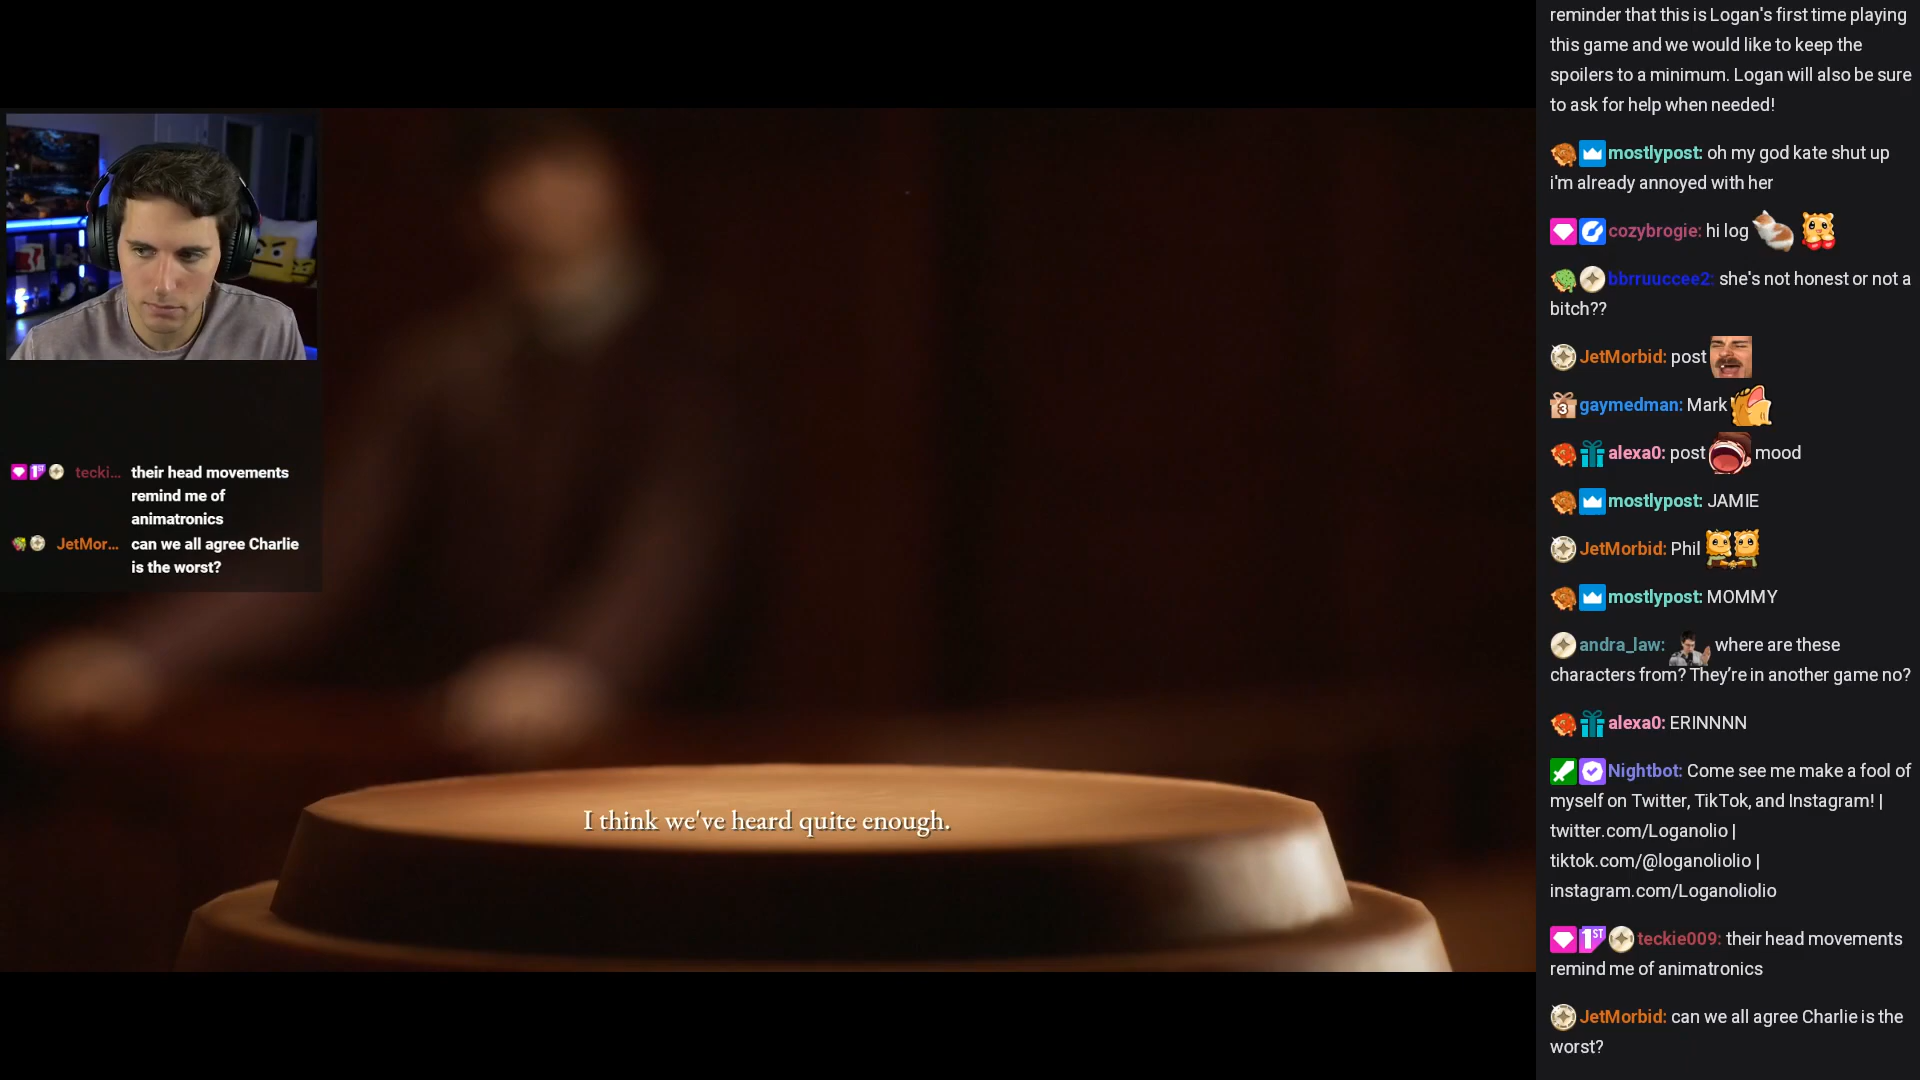 tecki... their head movements
remind me of
animatronics
JetMor... can we all agree Charlie
is the worst?
I think we've heard quite enough.
reminder that this is Logan's first time playing
this game and we would like to keep the
spoilers to a minimum. Logan will also be sure
to ask for help when needed!
mostlypost: oh my god kate shut up
i'm already annoyed with her
cozybrogie: hi log
bbrruuccee2: she's not honest or not a
bitch??
JetMorbid: post
3 gaymedman: Mark
alexa0: post mood
mostlypost: JAMIE
JetMorbid: Phil
mostlypost: MOMMY
andra_law: where are these
characters from? They’re in another game no?
alexa0: ERINNNN
Nightbot: Come see me make a fool of
myself on Twitter, TikTok, and Instagram! |
twitter.com/Loganolio |
tiktok.com/@loganoliolio |
instagram.com/Loganoliolio
1ST teckie009: their head movements
remind me of animatronics
JetMorbid: can we all agree Charlie is the
worst?